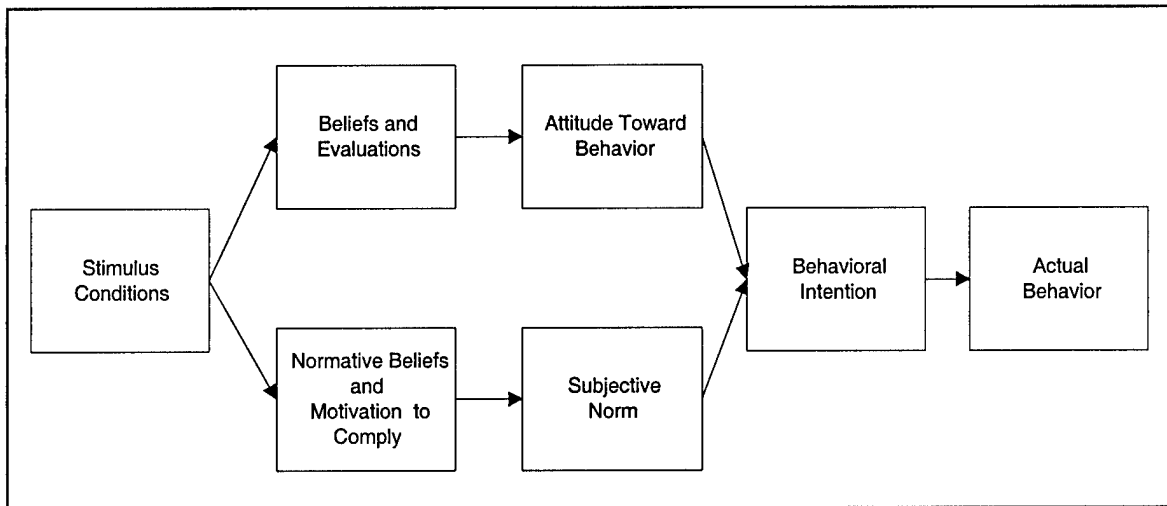 Beliefs and
Evaluations
Attitude Toward
Behavior
Stimulus
Conditions
Behavioral
Intention
Actual
Behavior
Normative Beliefs
and
Motivation to
Comply
Subjective
Norm